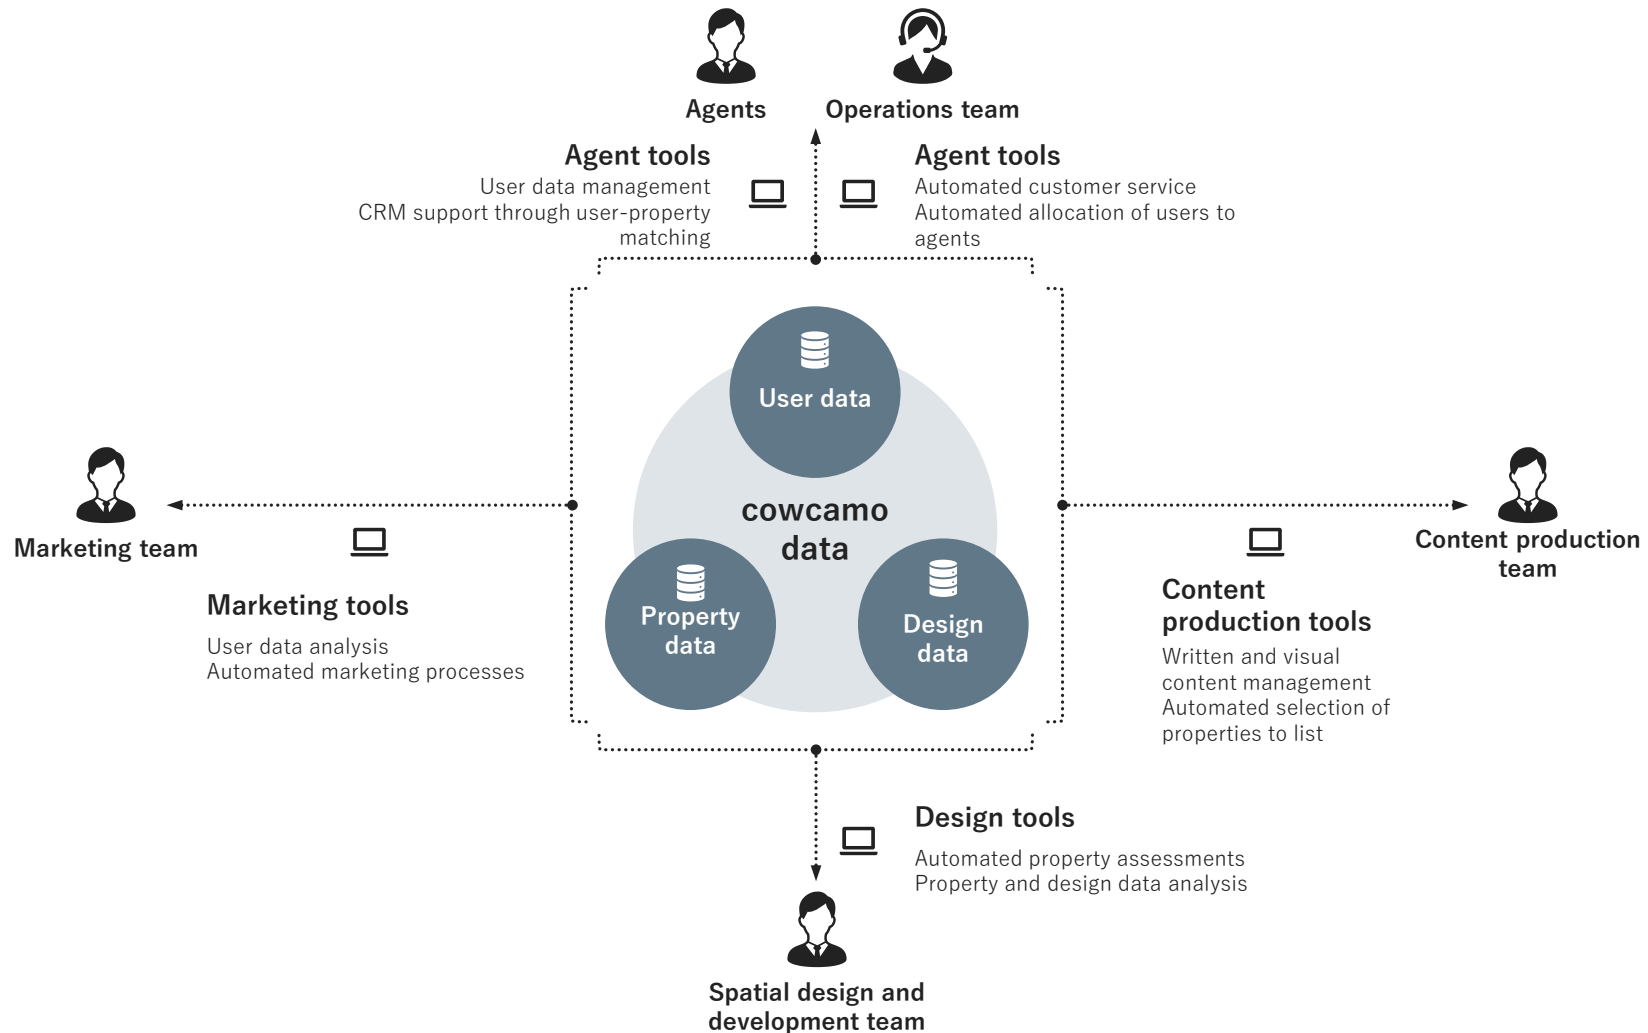 Agents
Operations team
Agent tools
User data management
CRM support through user-property
matching
Agent tools
Automated customer service
Automated allocation of users to
agents
User data
cowcamo
data
Property
data
Design
data
Marketing team
Marketing tools
User data analysis
Automated marketing processes
Content production
team
Content
production tools
Written and visual
content management
Automated selection of
properties to list
Design tools
Automated property assessments
Property and design data analysis
Spatial design and
development team